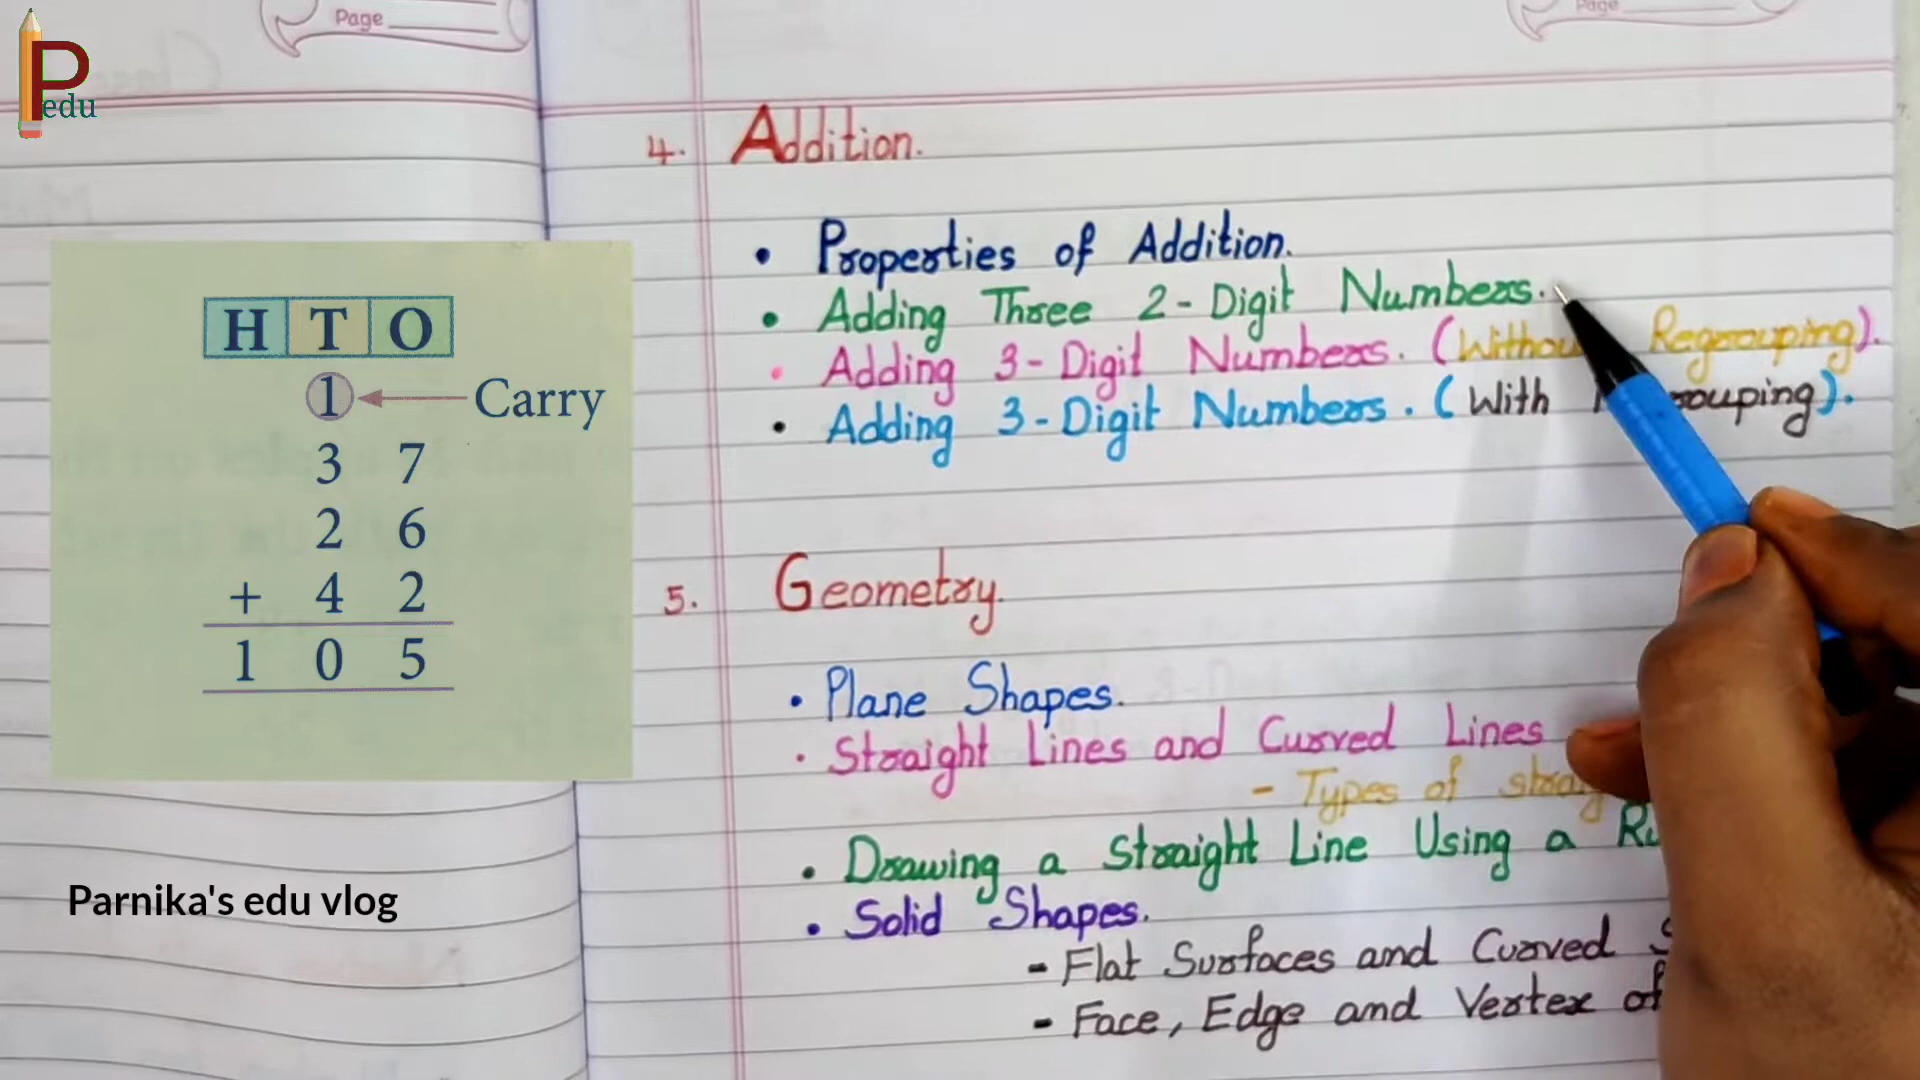 Page
Page
P
edu
4. Addition.
• Properties of Addition.
• Adding Three 2-Digit Numbers.
• Adding 3-Digit Numbers. (Without Regrouping).
• Adding 3-Digit Numbers. (With
H T O
1 Carry
3 7
2 6
+ 4 2
1 0 5
5. Geometry.
• Plane Shapes.
• Straight Lines and Curved Lines
- Types of
• Drawing a Straight Line Using a
• Solid Shapes.
- Flat Surfaces and Curved
- Face, Edge and Vertex of
Parnika's edu vlog